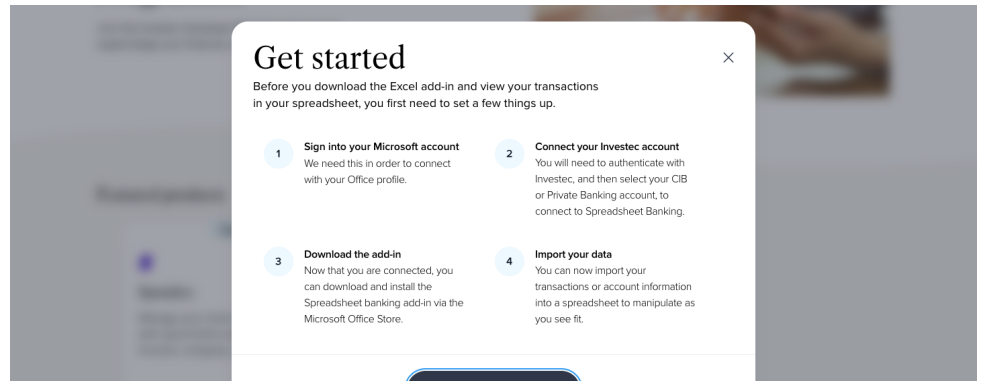 Get started
Before you download the Excel add-in and view your transactions
in your spreadsheet, you first need to set a few things up.
1
Sign into your Microsoft account
We need this in order to connect
with your Office profile.
2
Connect your Investec account
You will need to authenticate with
Investec, and then select your CIB
or Private Banking account, to
connect to Spreadsheet Banking.
3
Download the add-in
Now that you are connected, you
can download and install the
Spreadsheet banking add-in via the
Microsoft Office Store.
4
Import your data
You can now import your
transactions or account information
into a spreadsheet to manipulate as
you see fit.